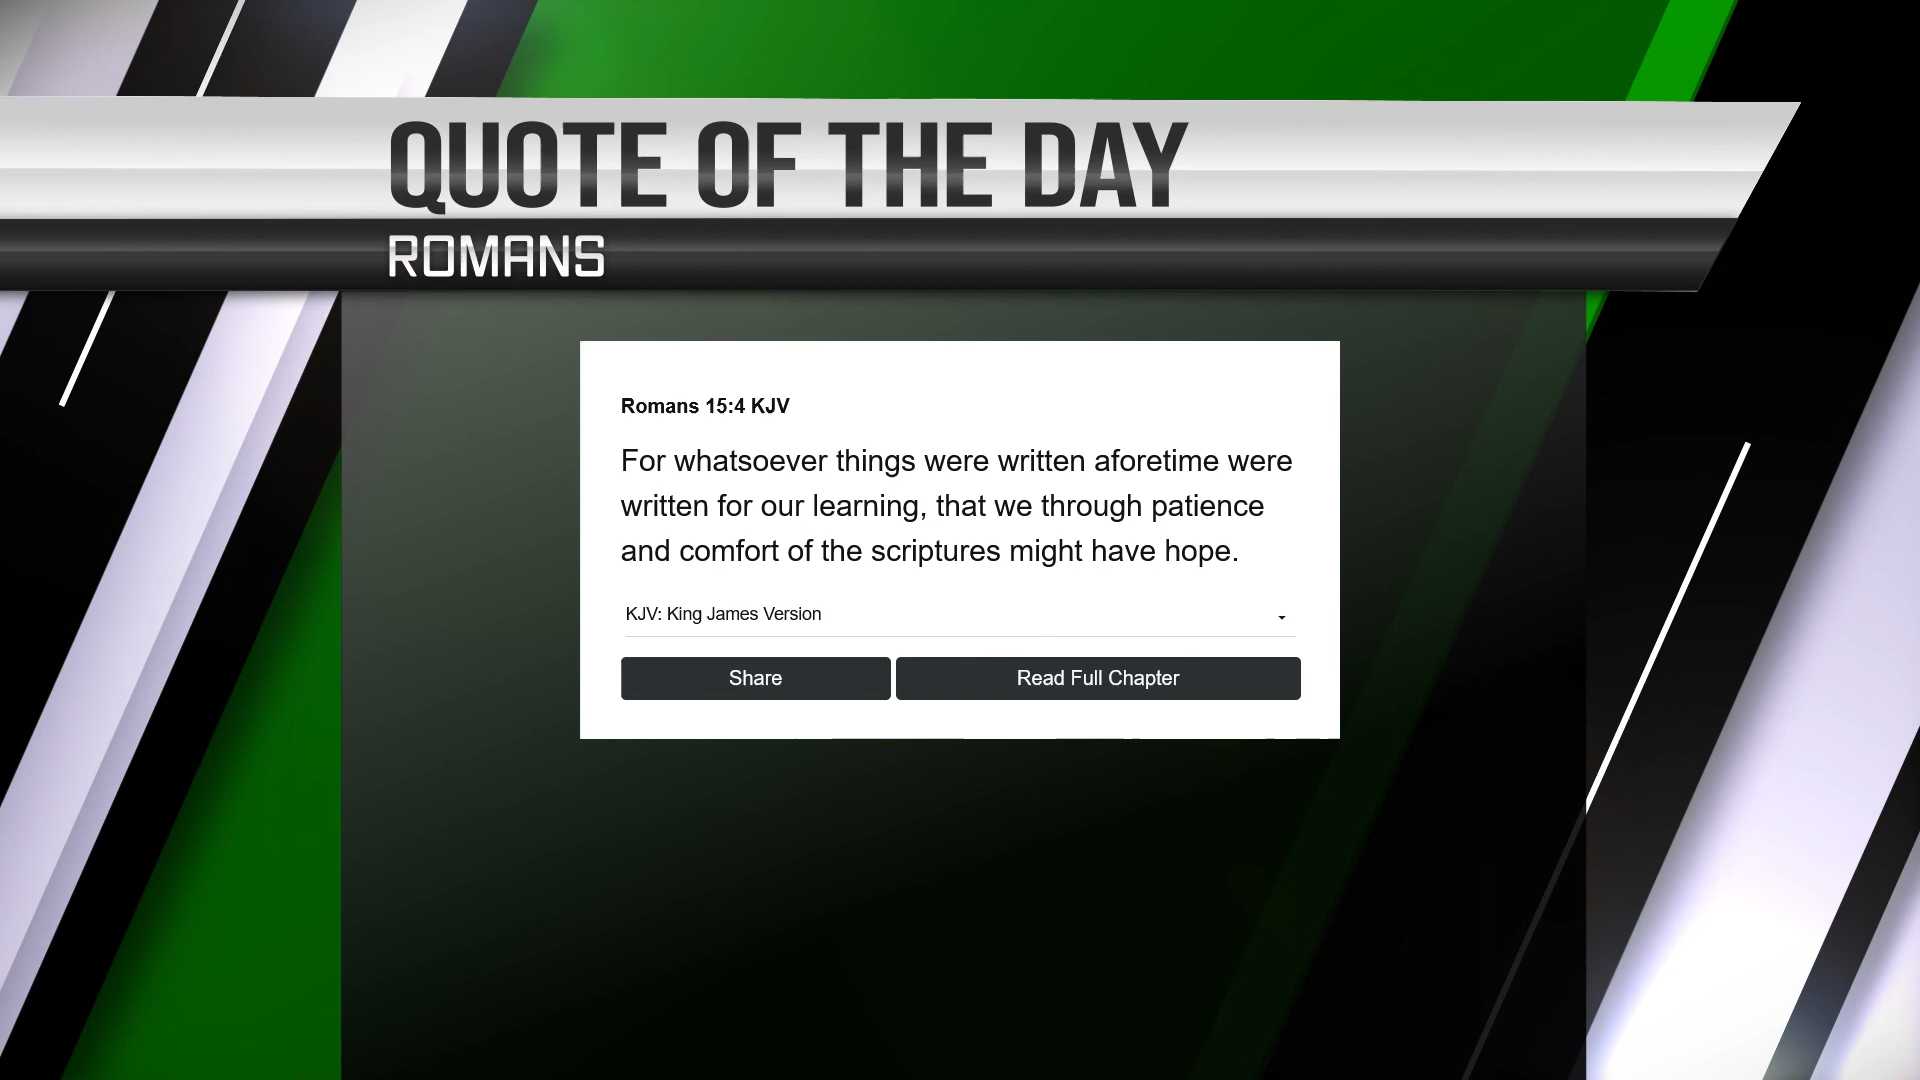 QUOTE OF THE DAY
ROMANS
Romans 15:4 KJV
For whatsoever things were written aforetime were
written for our learning, that we through patience
and comfort of the scriptures might have hope.
KJV: King James Version
Share
Read Full Chapter